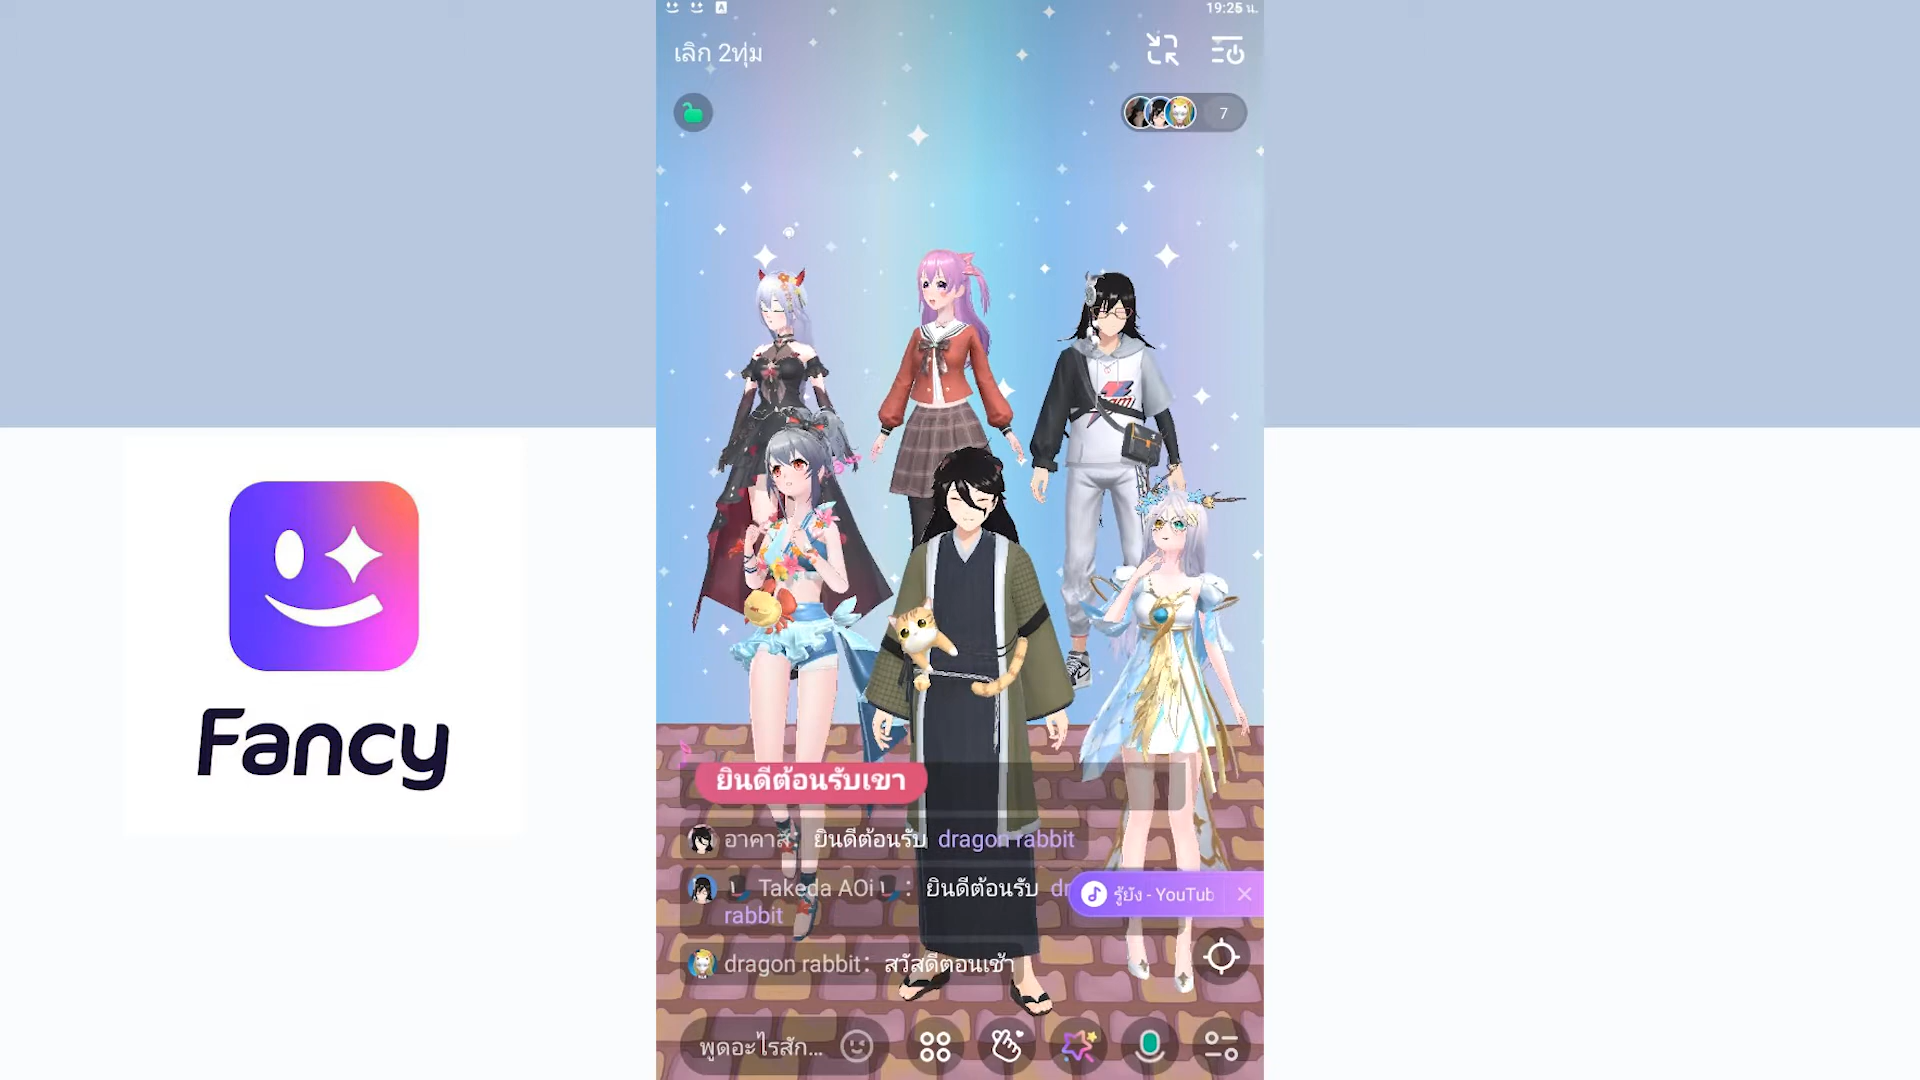 19:25 น.
เลิก 2ทุ่ม
7
Fancy
ยินดีต้อนรับเขา
อาคาส: ยินดีต้อนรับ dragon rabbit
Takeda AOi : ยินดีต้อนรับ dr
rabbit
รู้ยัง - YouTub
dragon rabbit: สวัสดีตอนเช้า
พูดอะไรสัก...